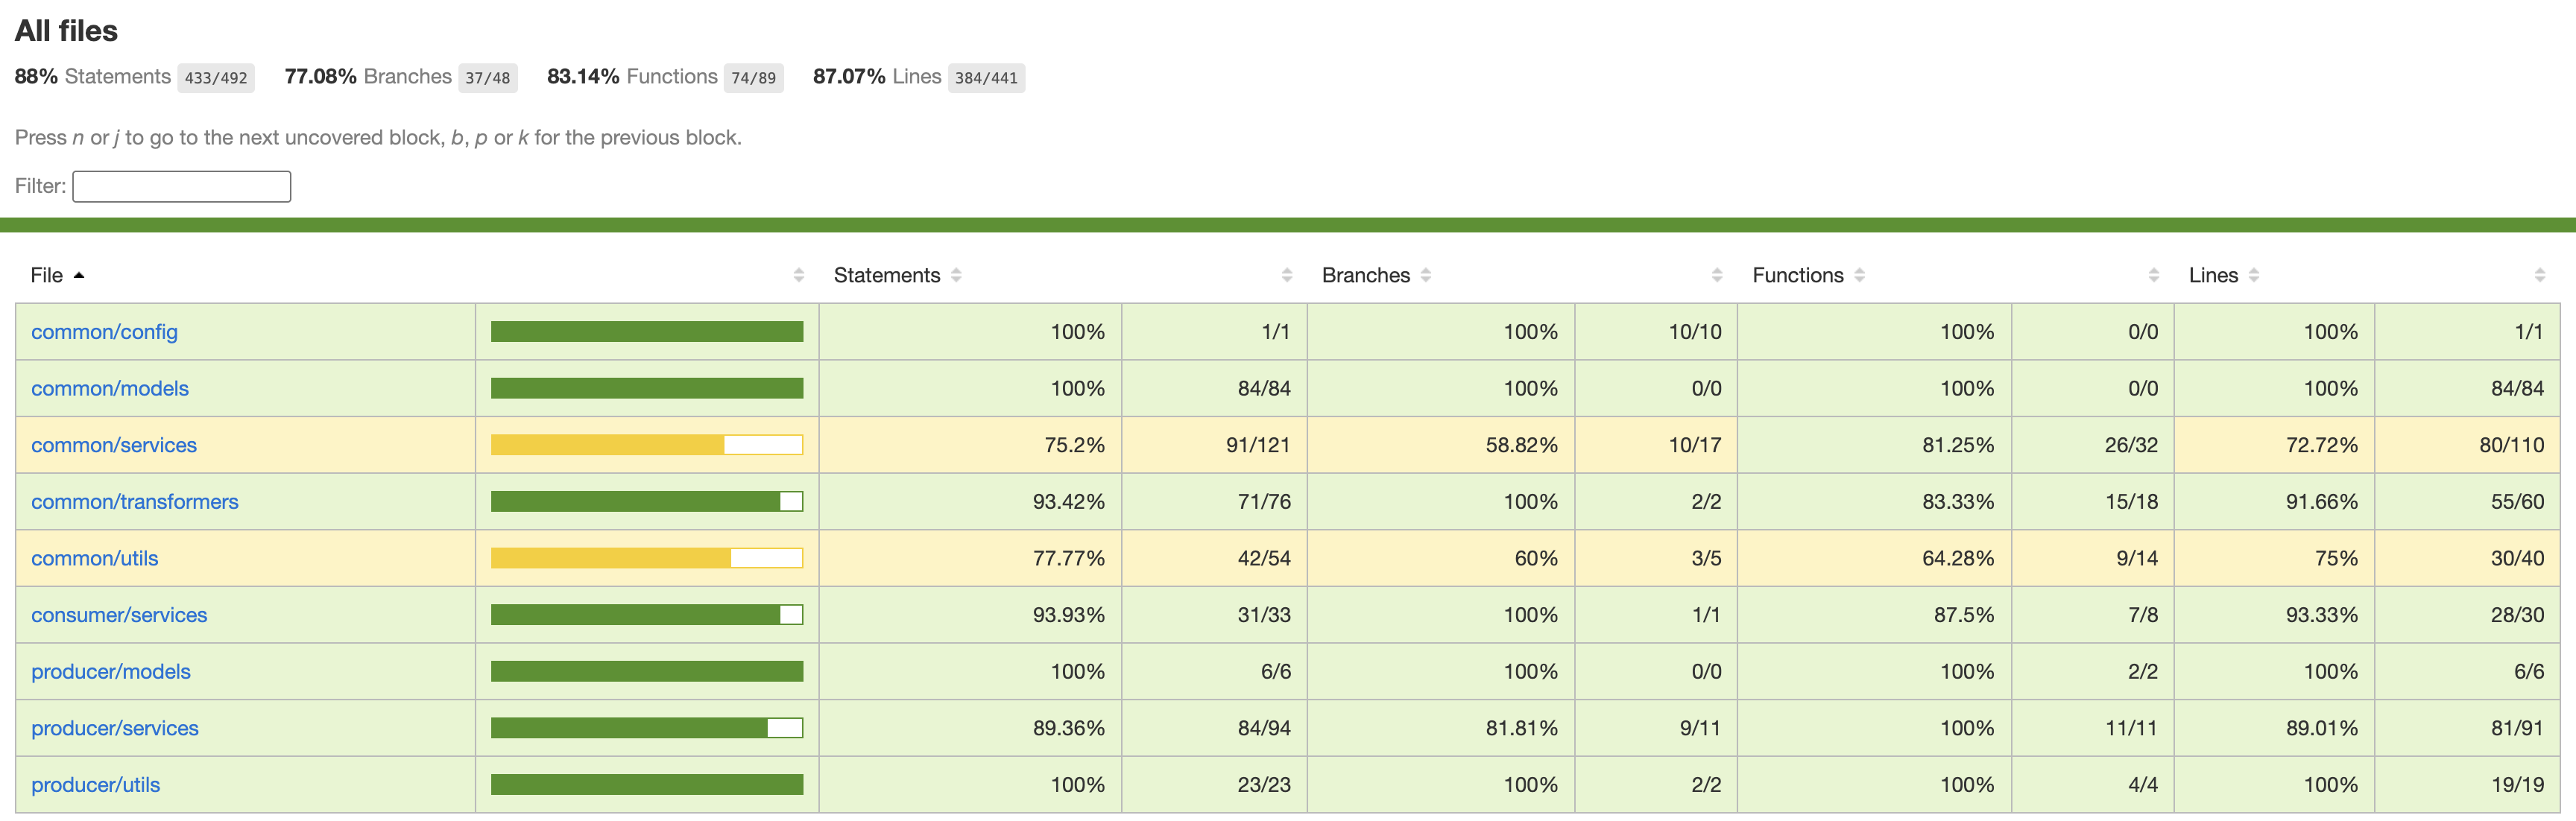 All files
88% Statements 433/492 77.08% Branches 37/48 83.14% Functions 74/89 87.07% Lines 384/441
Press n or j to go to the next uncovered block, b, p or k for the previous block.
Filter:
File Statements Branches Functions Lines
common/config 100% 1/1 100% 10/10 100% 0/0 100% 1/1
common/models 100% 84/84 100% 0/0 100% 0/0 100% 84/84
common/services 75.2% 91/121 58.82% 10/17 81.25% 26/32 72.72% 80/110
common/transformers 93.42% 71/76 100% 2/2 83.33% 15/18 91.66% 55/60
common/utils 77.77% 42/54 60% 3/5 64.28% 9/14 75% 30/40
consumer/services 93.93% 31/33 100% 1/1 87.5% 7/8 93.33% 28/30
producer/models 100% 6/6 100% 0/0 100% 2/2 100% 6/6
producer/services 89.36% 84/94 81.81% 9/11 100% 11/11 89.01% 81/91
producer/utils 100% 23/23 100% 2/2 100% 4/4 100% 19/19